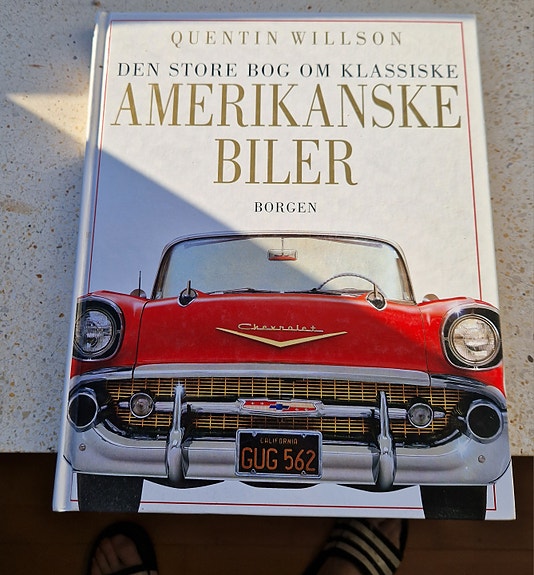 QUENTIN WILLSON
DEN STORE BOG OM KLASSISKE
AMERIKANSKE
BILER
BORGEN
Chevrolet
CALIFORNIA
GUG 562